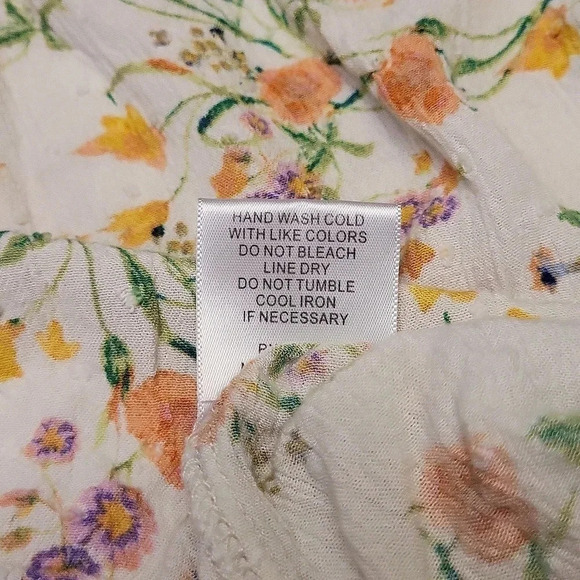 HAND WASH COLD
WITH LIKE COLORS
DO NOT BLEACH
LINE DRY
DO NOT TUMBLE
COOL IRON
IF NECESSARY